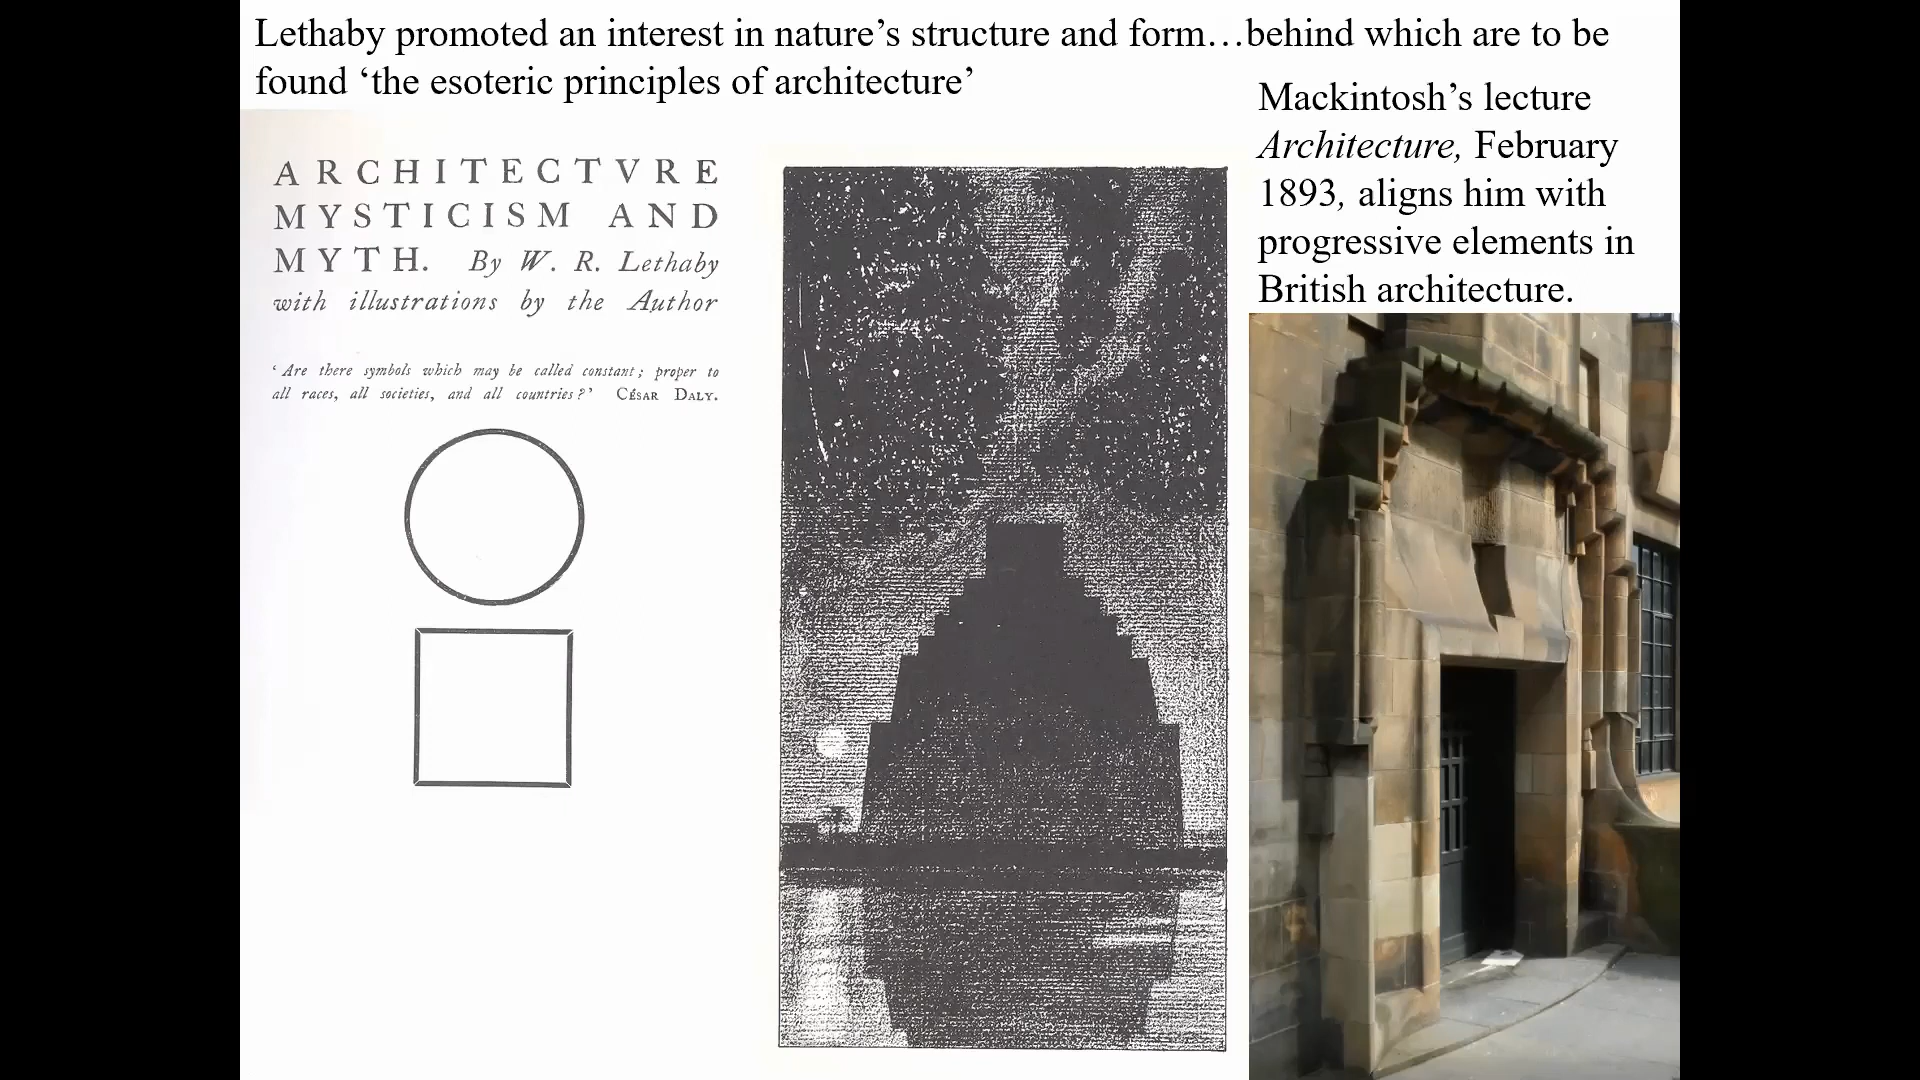 Lethaby promoted an interest in nature’s structure and form…behind which are to be
found ‘the esoteric principles of architecture’
Mackintosh’s lecture
Architecture, February
1893, aligns him with
progressive elements in
British architecture.
ARCHITECTVRE
MYSTICISM AND
MYTH. By W. R. Lethaby
with illustrations by the Author
‘Are there symbols which may be called constant; proper to
all races, all societies, and all countries?’ CÉSAR DALY.